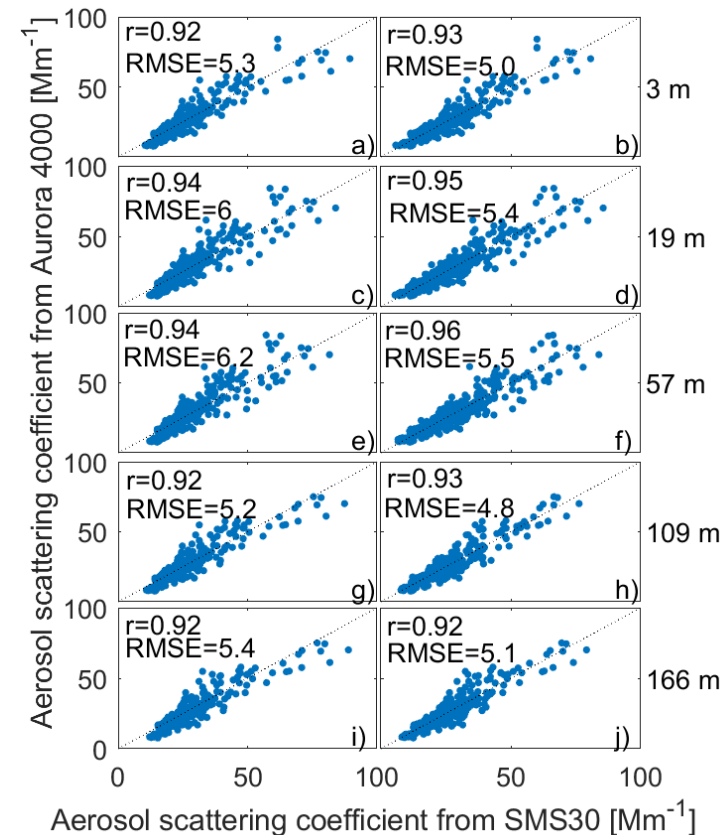 Aerosol scattering coefficient from Aurora 4000 [Mm⁻¹]
100
50
r=0.92
RMSE=5.3
a)
r=0.93
RMSE=5.0
b)
3 m
100
50
r=0.94
RMSE=6
c)
r=0.95
RMSE=5.4
d)
19 m
100
50
r=0.94
RMSE=6.2
e)
r=0.96
RMSE=5.5
f)
57 m
100
50
r=0.92
RMSE=5.2
g)
r=0.93
RMSE=4.8
h)
109 m
100
50
0
r=0.92
RMSE=5.4
i)
r=0.92
RMSE=5.1
j)
166 m
0
50
100
0
50
100
Aerosol scattering coefficient from SMS30 [Mm⁻¹]